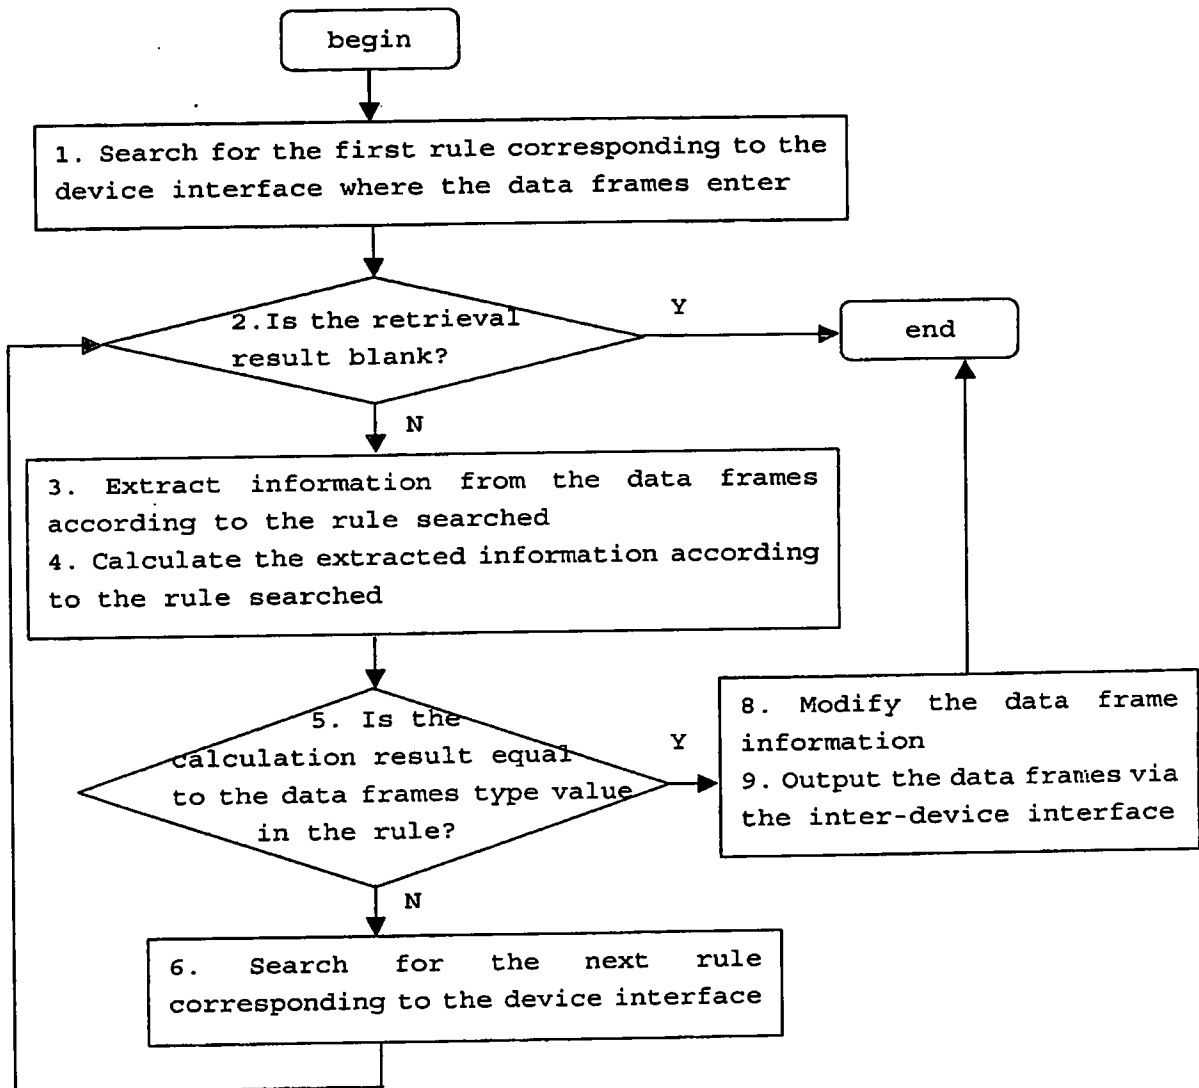 begin
1. Search for the first rule corresponding to the
device interface where the data frames enter
2.Is the retrieval
result blank?
Y
end
N
3. Extract information from the data frames
according to the rule searched
4. Calculate the extracted information according
to the rule searched
5. Is the
calculation result equal
to the data frames type value
in the rule?
Y
8. Modify the data frame
information
9. Output the data frames via
the inter-device interface
N
6. Search for the next rule
corresponding to the device interface